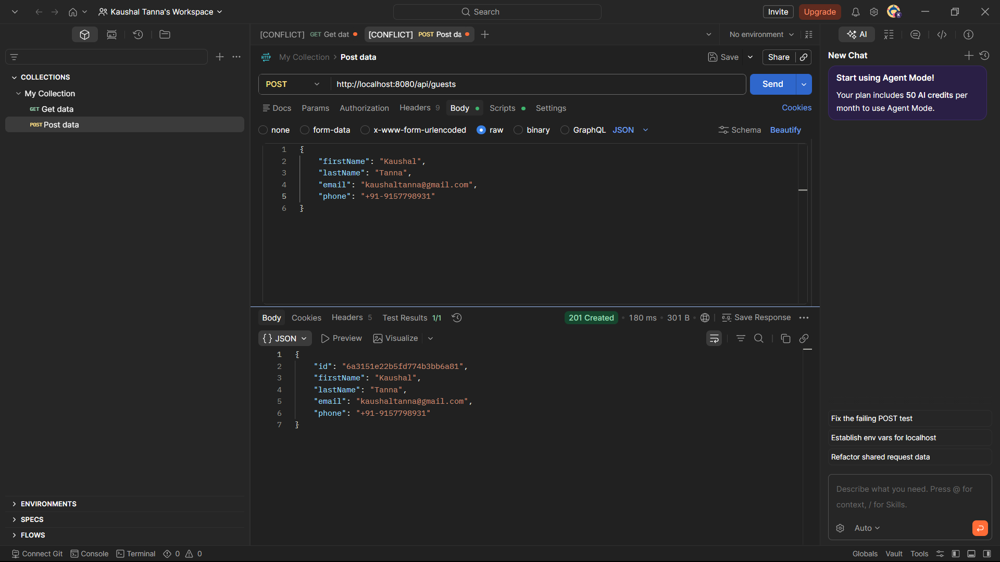 Kaushal Tanna's Workspace
Search
Invite
Upgrade
K
[CONFLICT] GET Get dat
[CONFLICT] POST Post da
No environment
AI
HTTP My Collection > Post data
Save
Share
New Chat
COLLECTIONS
My Collection
GET Get data
POST Post data
POST
http://localhost:8080/api/guests
Send
Start using Agent Mode!
Your plan includes 50 AI credits per
month to use Agent Mode.
Docs
Params
Authorization
Headers 9
Body
Scripts
Settings
Cookies
none
form-data
x-www-form-urlencoded
raw
binary
GraphQL
JSON
Schema
Beautify
1 {
2 "firstName": "Kaushal",
3 "lastName": "Tanna",
4 "email": "kaushaltanna@gmail.com",
5 "phone": "+91-9157798931"
6 }
Body
Cookies
Headers 5
Test Results 1/1
201 Created • 180 ms • 301 B
e.g. Save Response
{} JSON
Preview
Visualize
1 {
2 "id": "6a3151e22b5fd774b3bb6a81",
3 "firstName": "Kaushal",
4 "lastName": "Tanna",
5 "email": "kaushaltanna@gmail.com",
6 "phone": "+91-9157798931"
7 }
Fix the failing POST test
Establish env vars for localhost
Refactor shared request data
Describe what you need. Press @ for
context, / for Skills.
Auto
ENVIRONMENTS
SPECS
FLOWS
Connect Git
Console
Terminal
0
0
Globals
Vault
Tools